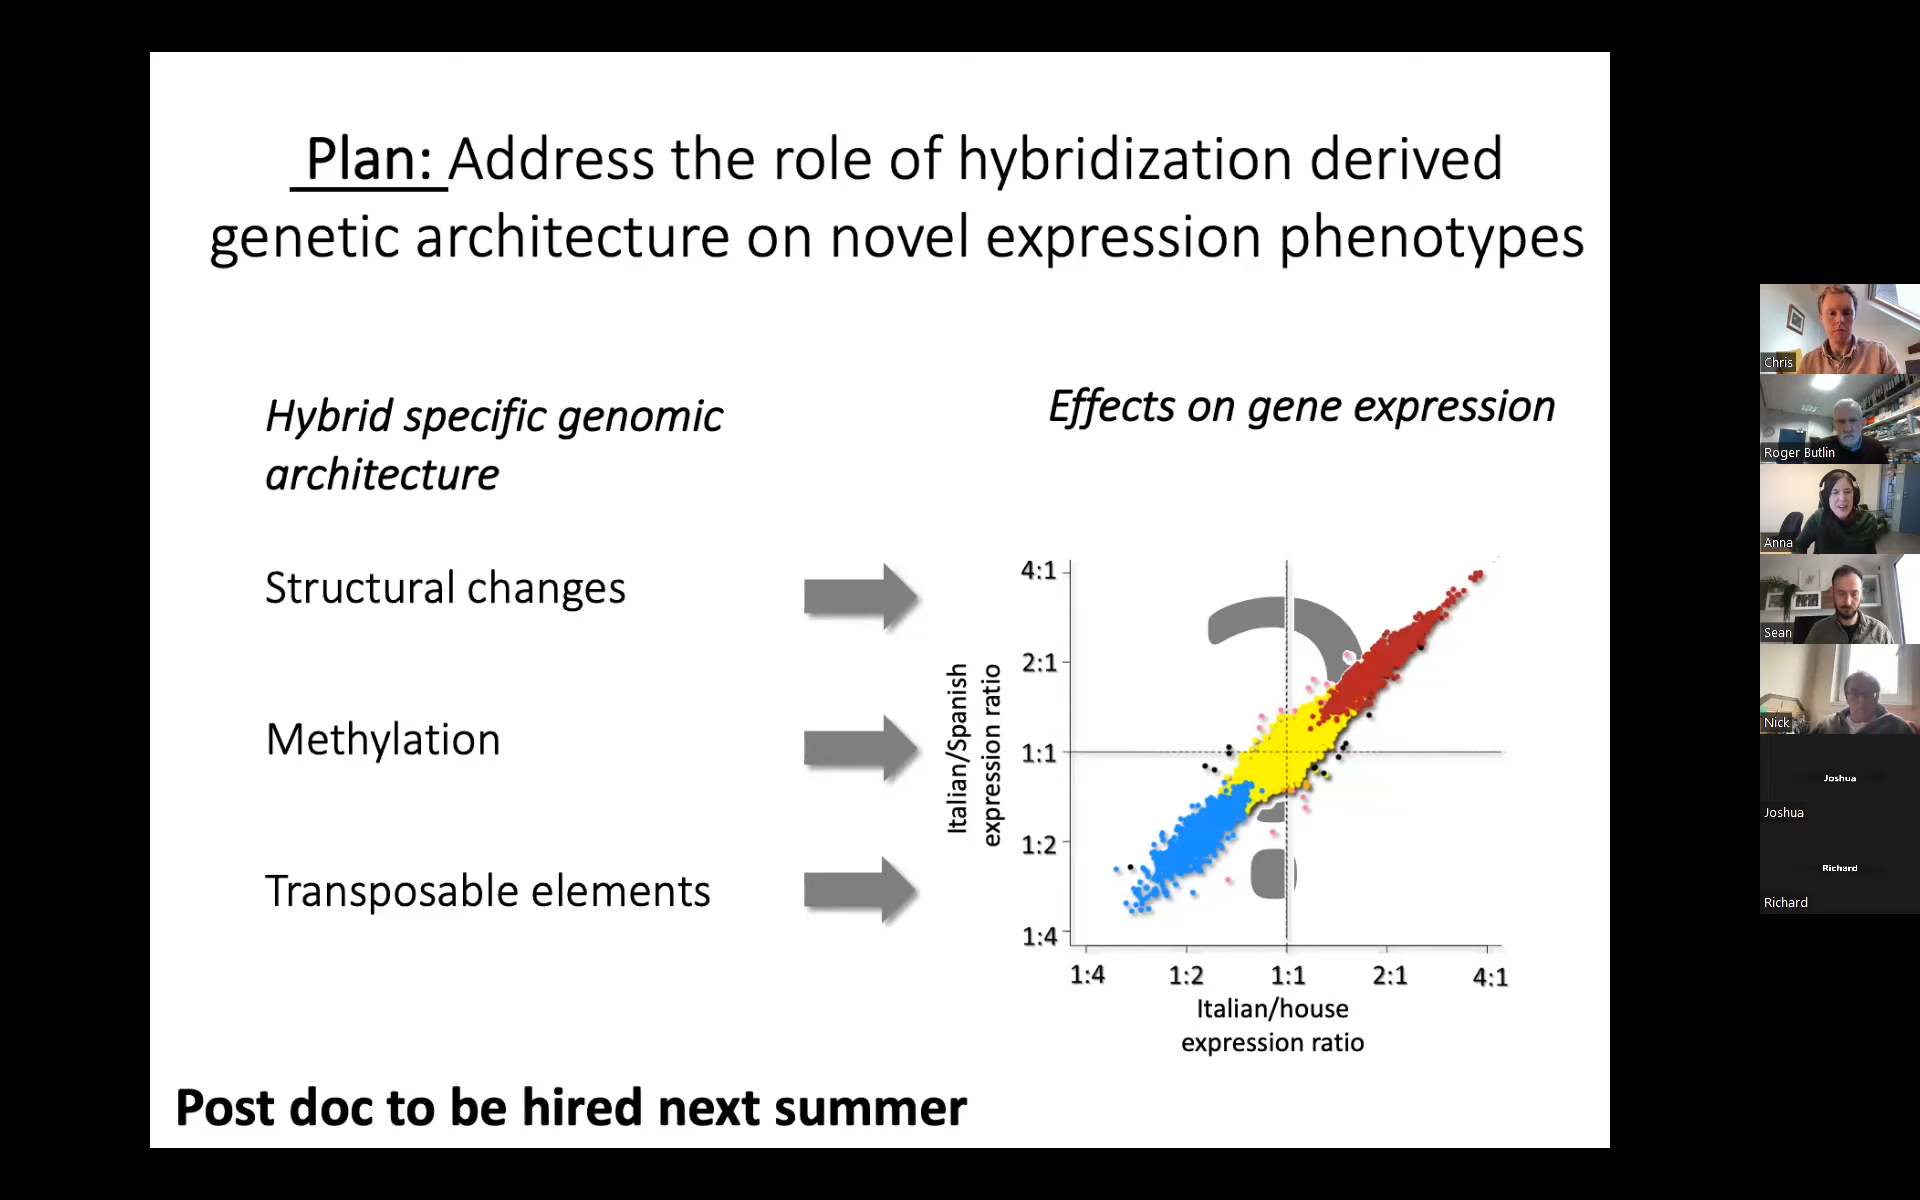 Plan: Address the role of hybridization derived
genetic architecture on novel expression phenotypes
Hybrid specific genomic
architecture
Effects on gene expression
Structural changes
Methylation
Transposable elements
Italian/Spanish
expression ratio
4:1
2:1
1:1
1:2
1:4
1:4
1:2
1:1
2:1
4:1
Italian/house
expression ratio
?
Post doc to be hired next summer
Chris
Roger Butlin
Anna
Sean
Nick
Joshua
Joshua
Richard
Richard